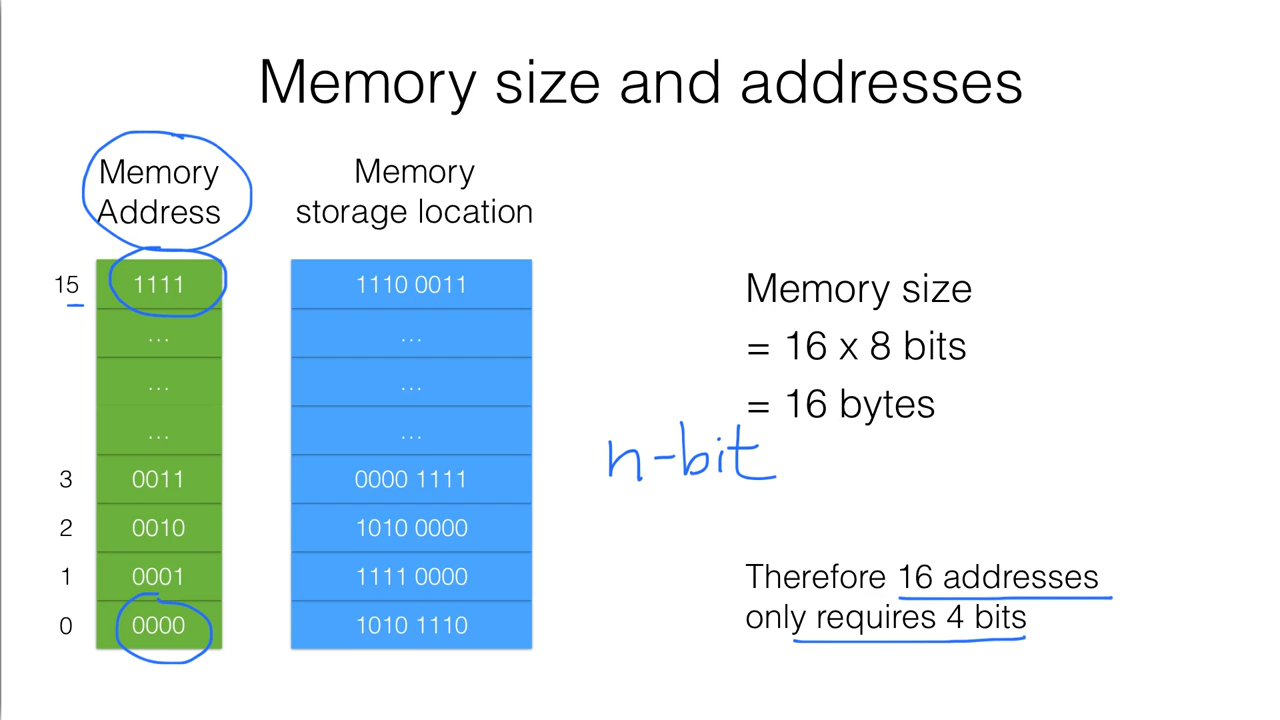 Memory size and addresses
Memory
Address
Memory
storage location
15 1111 1110 0011
... ...
... ...
... ...
3 0011 0000 1111
2 0010 1010 0000
1 0001 1111 0000
0 0000 1010 1110
Memory size
= 16 x 8 bits
= 16 bytes
n-bit
Therefore 16 addresses
only requires 4 bits